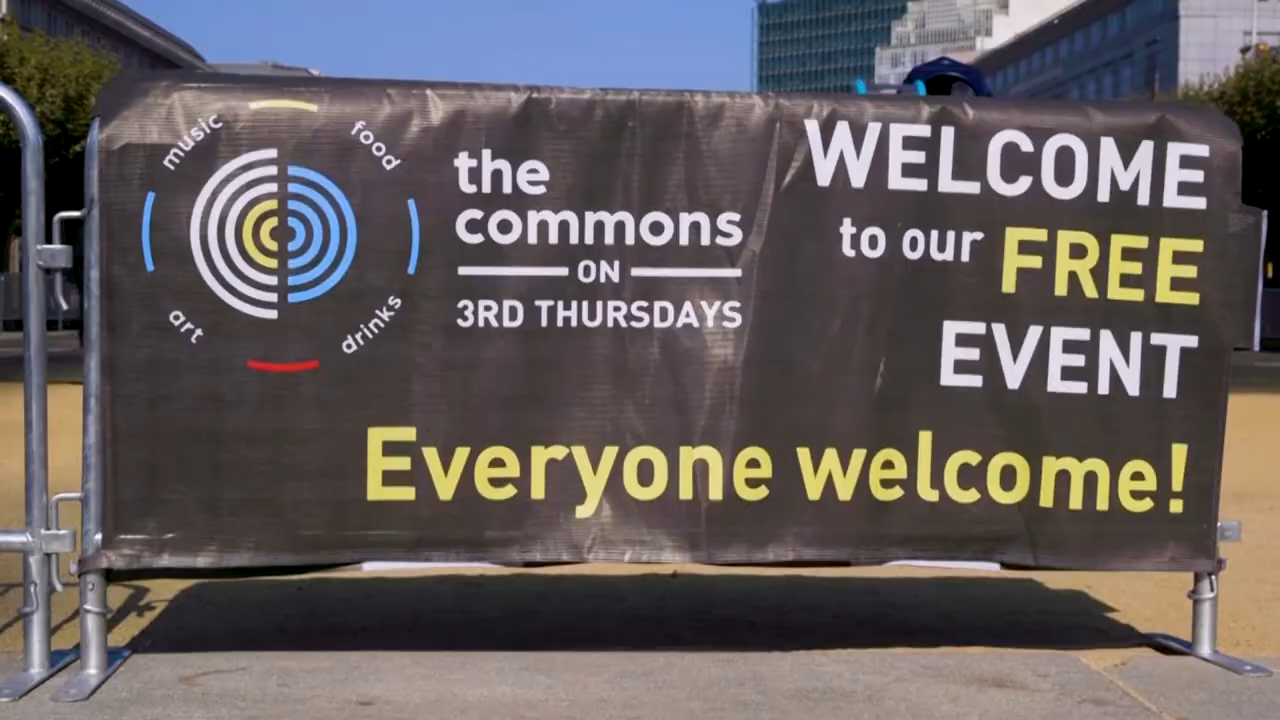 music
food
art
drinks
the
commons
ON
3RD THURSDAYS
WELCOME
to our FREE
EVENT
Everyone welcome!